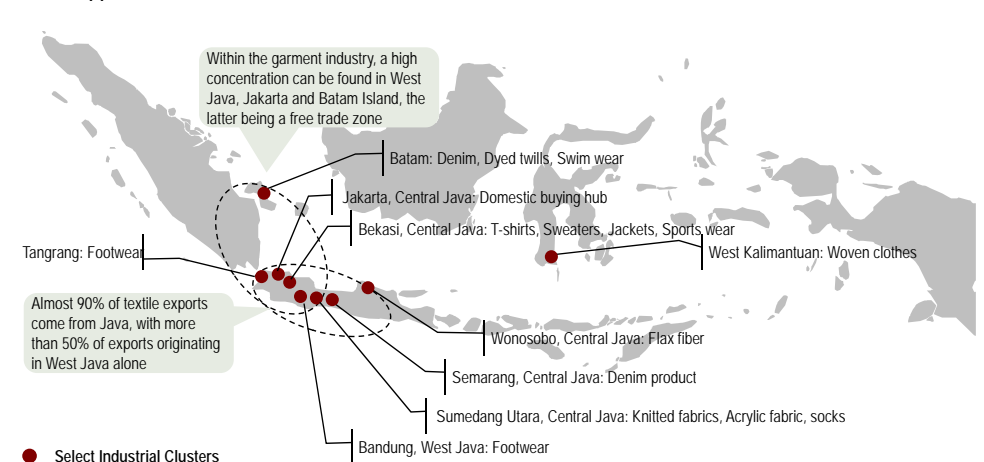 Within the garment industry, a high
concentration can be found in West
Java, Jakarta and Batam Island, the
latter being a free trade zone
Batam: Denim, Dyed twills, Swim wear
Jakarta, Central Java: Domestic buying hub
Bekasi, Central Java: T-shirts, Sweaters, Jackets, Sports wear
Tangrang: Footwear
West Kalimantuan: Woven clothes
Almost 90% of textile exports
come from Java, with more
than 50% of exports originating
in West Java alone
Wonosobo, Central Java: Flax fiber
Semarang, Central Java: Denim product
Sumedang Utara, Central Java: Knitted fabrics, Acrylic fabric, socks
Bandung, West Java: Footwear
Select Industrial Clusters